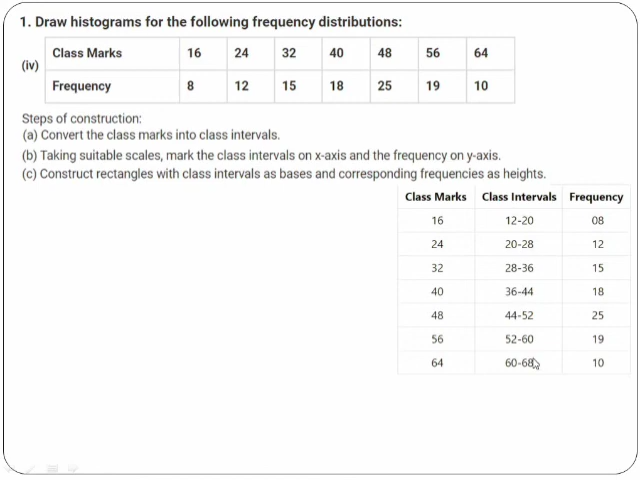 1. Draw histograms for the following frequency distributions:
(iv)
Class Marks 16 24 32 40 48 56 64
Frequency 8 12 15 18 25 19 10
Steps of construction:
(a) Convert the class marks into class intervals.
(b) Taking suitable scales, mark the class intervals on x-axis and the frequency on y-axis.
(c) Construct rectangles with class intervals as bases and corresponding frequencies as heights.
Class Marks Class Intervals Frequency
16 12-20 08
24 20-28 12
32 28-36 15
40 36-44 18
48 44-52 25
56 52-60 19
64 60-68 10